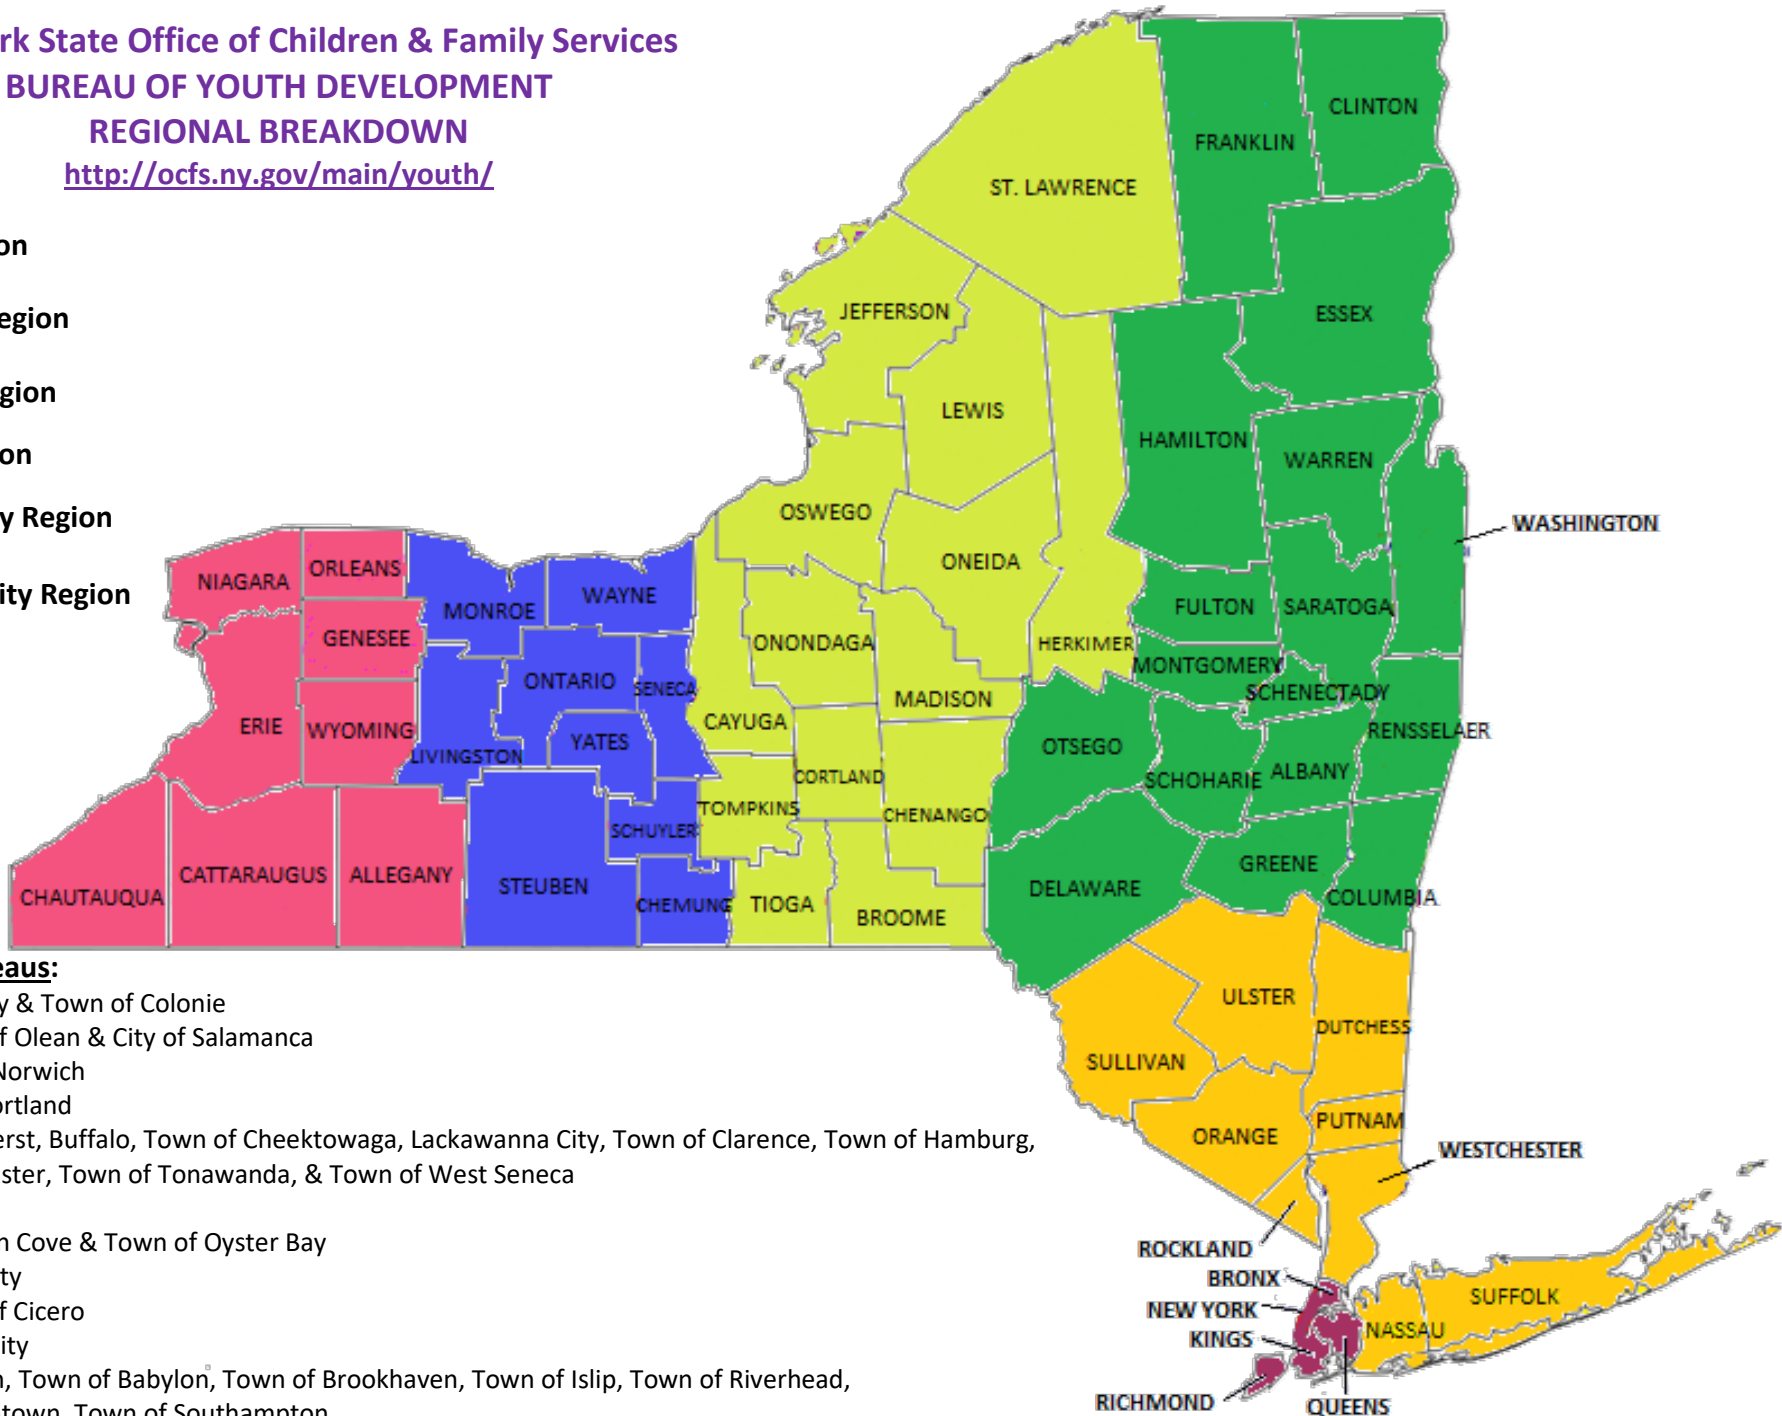 rk State Office of Children & Family Services
BUREAU OF YOUTH DEVELOPMENT
REGIONAL BREAKDOWN
http://ocfs.ny.gov/main/youth/
on
egion
gion
on
y Region
ity Region
CLINTON
FRANKLIN
ST. LAWRENCE
ESSEX
JEFFERSON
LEWIS
HAMILTON
WARREN
OSWEGO
WASHINGTON
ONEIDA
ORLEANS
NIAGARA
WAYNE
MONROE
FULTON
SARATOGA
GENESEE
ONONDAGA
HERKIMER
MONTGOMERY
ONTARIO
SENECA
SCHENECTADY
MADISON
CAYUGA
ERIE
WYOMING
RENSSELAER
YATES
OTSEGO
LIVINGSTON
CORTLAND
SCHOHARIE
ALBANY
TOMPKINS
CHENANGO
SCHUYLER
GREENE
CATTARAUGUS
ALLEGANY
STEUBEN
DELAWARE
CHAUTAUQUA
CHEMUNG
TIOGA
COLUMBIA
BROOME
eaus:
y & Town of Colonie
f Olean & City of Salamanca
Norwich
ortland
erst, Buffalo, Town of Cheektowaga, Lackawanna City, Town of Clarence, Town of Hamburg,
ster, Town of Tonawanda, & Town of West Seneca
n Cove & Town of Oyster Bay
ty
f Cicero
ity
n, Town of Babylon, Town of Brookhaven, Town of Islip, Town of Riverhead,
town, Town of Southampton
ULSTER
DUTCHESS
SULLIVAN
PUTNAM
ORANGE
WESTCHESTER
ROCKLAND
BRONX
NEW YORK
SUFFOLK
KINGS
NASSAU
RICHMOND
QUEENS